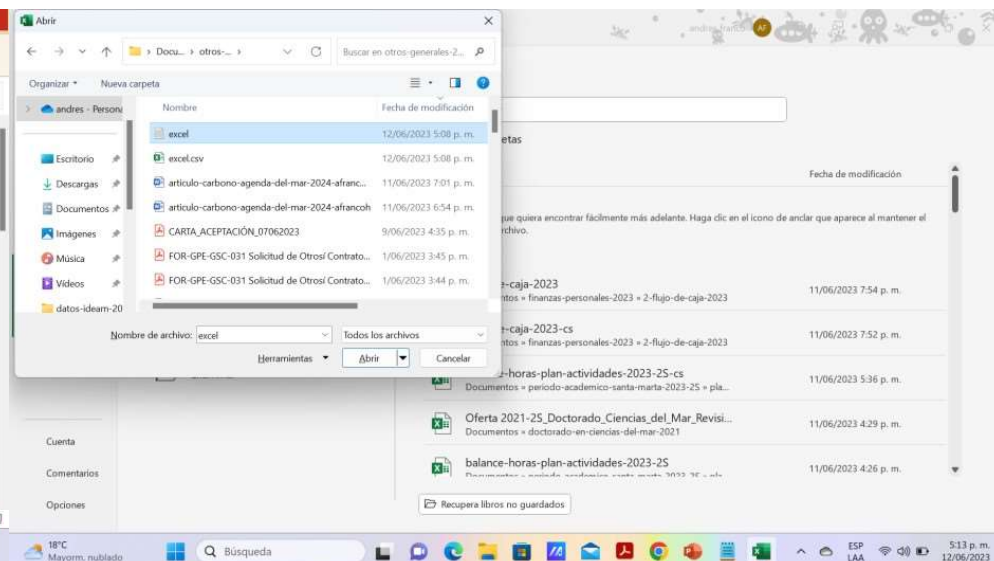 Abrir
Docu... > otros-... >
Buscar en otros-generales-2...
Organizar
Nueva carpeta
andres - Persona
Nombre
Fecha de modificación
excel
12/06/2023 5:08 p. m.
excel.csv
12/06/2023 5:08 p. m.
articulo-carbono-agenda-del-mar-2024-afranc...
11/06/2023 7:01 p. m.
articulo-carbono-agenda-del-mar-2024-afrancoh
11/06/2023 6:54 p. m.
CARTA_ACEPTACIÓN_07062023
9/06/2023 4:35 p. m.
FOR-GPE-GSC-031 Solicitud de Otrosí Contrato...
1/06/2023 3:45 p. m.
FOR-GPE-GSC-031 Solicitud de Otrosí Contrato...
1/06/2023 3:44 p. m.
Escritorio
Descargas
Documentos
Imágenes
Música
Vídeos
datos-ideam-20
Nombre de archivo: excel
Todos los archivos
Herramientas
Abrir
Cancelar
AF
etas
Fecha de modificación
que quiera encontrar fácilmente más adelante. Haga clic en el icono de anclar que aparece al mantener el
rchivo.
-caja-2023
ntos » finanzas-personales-2023 » 2-flujo-de-caja-2023
11/06/2023 7:54 p. m.
-caja-2023-cs
ntos » finanzas-personales-2023 » 2-flujo-de-caja-2023
11/06/2023 7:52 p. m.
-horas-plan-actividades-2023-2S-cs
Documentos » periodo-academico-santa-marta-2023-2S » pla...
11/06/2023 5:36 p. m.
Oferta 2021-2S_Doctorado_Ciencias_del_Mar_Revisi...
Documentos » doctorado-en-ciencias-del-mar-2021
11/06/2023 4:29 p. m.
balance-horas-plan-actividades-2023-2S
11/06/2023 4:26 p. m.
Recupera libros no guardados
Cuenta
Comentarios
Opciones
18°C
Mayorm. nublado
Búsqueda
ESP
LAA
5:13 p. m.
12/06/2023